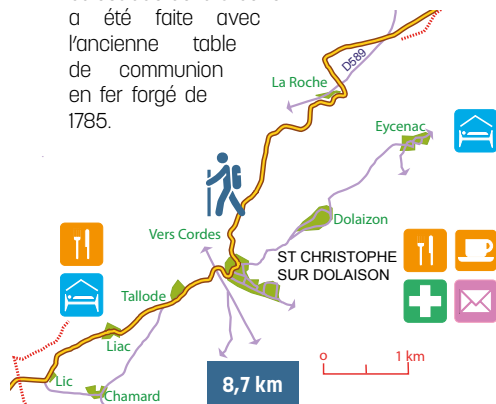 a été faite avec
l'ancienne table
de communion
en fer forgé de
1785.
D589
La Roche
Eycenac
Dolaizon
Vers Cordes
ST CHRISTOPHE
SUR DOLAISON
Tallode
Liac
Lic
Chamard
8,7 km
0 1 km